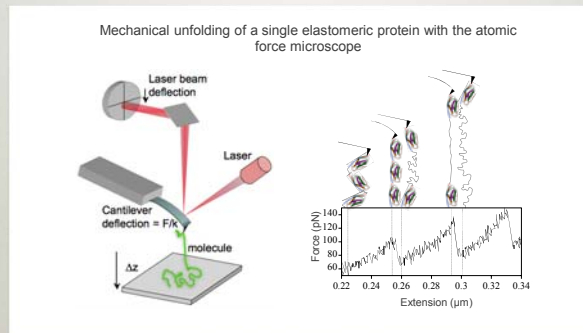 Mechanical unfolding of a single elastomeric protein with the atomic
force microscope
Laser beam
deflection
Laser
Cantilever
deflection = F/k
molecule
Δz
Force (pN)
140
120
100
80
60
0.22 0.24 0.26 0.28 0.30 0.32 0.34
Extension (µm)